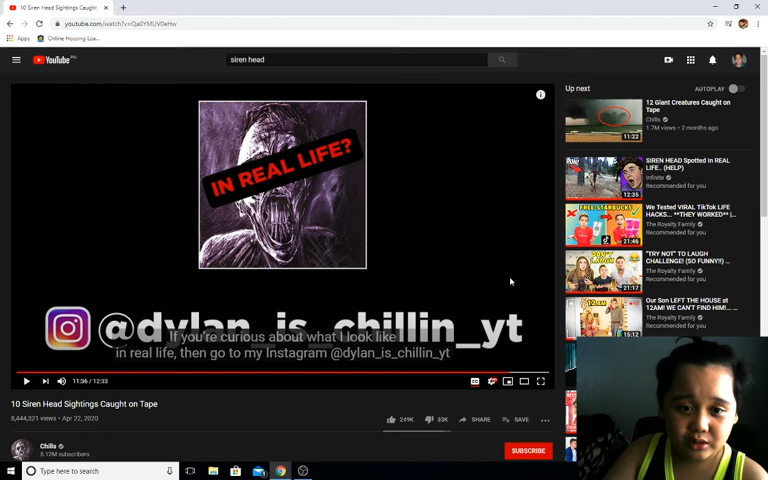 10 Siren Head Sightings Caught
youtube.com/watch?v=Qa0YMUV0eHw
Apps
Online Housing Loa...
YouTube PH
siren head
IN REAL LIFE?
@dylan_is_chillin_yt
If you're curious about what I look like
in real life, then go to my Instagram @dylan_is_chillin_yt
11:36 / 12:33
10 Siren Head Sightings Caught on Tape
8,444,321 views • Apr 22, 2020
249K
33K
SHARE
SAVE
Chills
5.12M subscribers
SUBSCRIBE
Up next
AUTOPLAY
12 Giant Creatures Caught on
Tape
Chills
1.7M views • 2 months ago
11:22
SIREN HEAD Spotted in REAL
LIFE.. (HELP)
Infinite
Recommended for you
12:35
We Tested VIRAL TikTok LIFE
HACKS... **THEY WORKED** |...
The Royalty Family
Recommended for you
FREE STARBUCKS
21:46
"TRY NOT" TO LAUGH
CHALLENGE! (SO FUNNY!) ...
The Royalty Family
Recommended for you
21:17
Our Son LEFT THE HOUSE at
12AM! WE CAN'T FIND HIM!... |...
The Royalty Family
Recommended for you
12AM
15:12
Type here to search